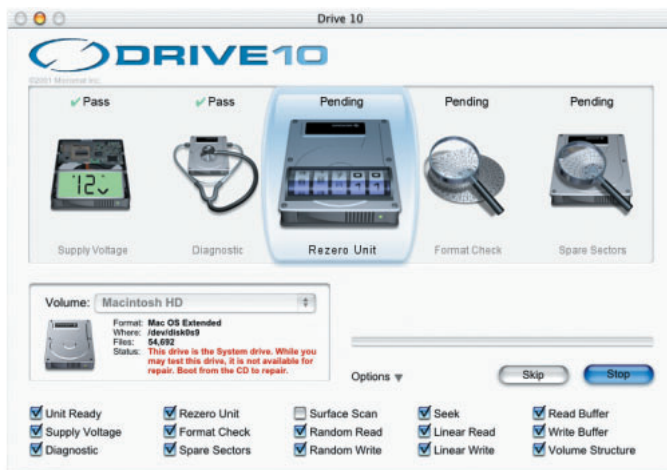 Drive 10
DRIVE10
©2001 Micromat Inc.
Pass
Pass
Pending
Pending
Pending
12v
Supply Voltage
Diagnostic
Rezero Unit
Format Check
Spare Sectors
Volume: Macintosh HD
Format: Mac OS Extended
Where: /dev/disk0s9
Files: 54,692
Status: This drive is the System drive. While you
may test this drive, it is not available for
repair. Boot from the CD to repair.
Options
Skip
Stop
Unit Ready
Rezero Unit
Surface Scan
Seek
Read Buffer
Supply Voltage
Format Check
Random Read
Linear Read
Write Buffer
Diagnostic
Spare Sectors
Random Write
Linear Write
Volume Structure